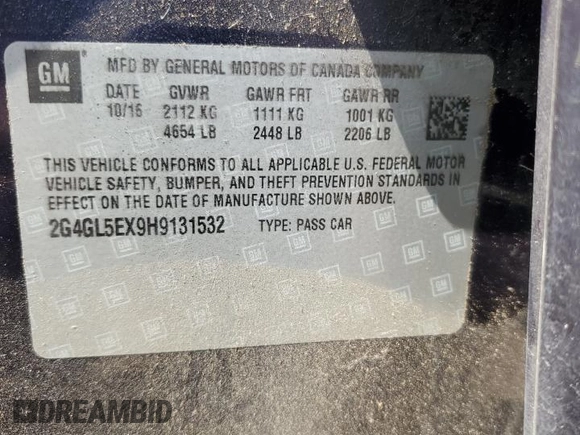 GM MFD BY GENERAL MOTORS OF CANADA COMPANY
DATE GVWR GAWR FRT GAWR RR
10/16 2112 KG 1111 KG 1001 KG
4654 LB 2448 LB 2206 LB
THIS VEHICLE CONFORMS TO ALL APPLICABLE U.S. FEDERAL MOTOR
VEHICLE SAFETY, BUMPER, AND THEFT PREVENTION STANDARDS IN
EFFECT ON THE DATE OF MANUFACTURE SHOWN ABOVE.
2G4GL5EX9H9131532 TYPE: PASS CAR
DREAMBID